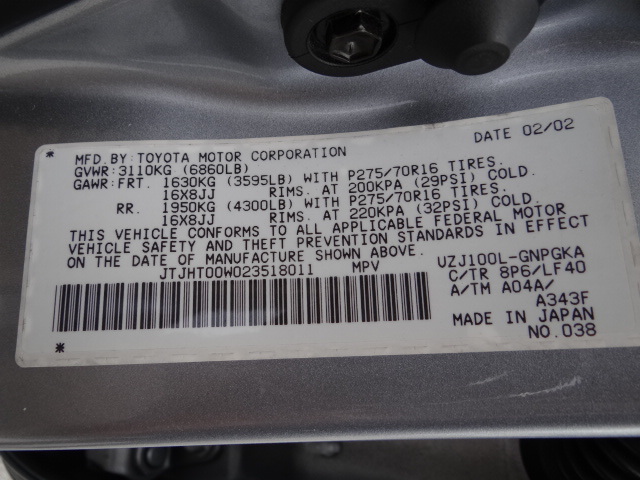 DATE 02/02
* MFD. BY: TOYOTA MOTOR CORPORATION
GVWR: 3110KG (6860LB)
GAWR: FRT. 1630KG (3595LB) WITH P275/70R16 TIRES.
16X8JJ RIMS. AT 200KPA (29PSI) COLD.
RR. 1950KG (4300LB) WITH P275/70R16 TIRES.
16X8JJ RIMS. AT 220KPA (32PSI) COLD.
THIS VEHICLE CONFORMS TO ALL APPLICABLE FEDERAL MOTOR
VEHICLE SAFETY AND THEFT PREVENTION STANDARDS IN EFFECT
ON THE DATE OF MANUFACTURE SHOWN ABOVE.
JTJHT00W023518011 MPV
UZJ100L-GNPGKA
C/TR 8P6/LF40
A/TM A04A/
A343F
MADE IN JAPAN
* NO.038